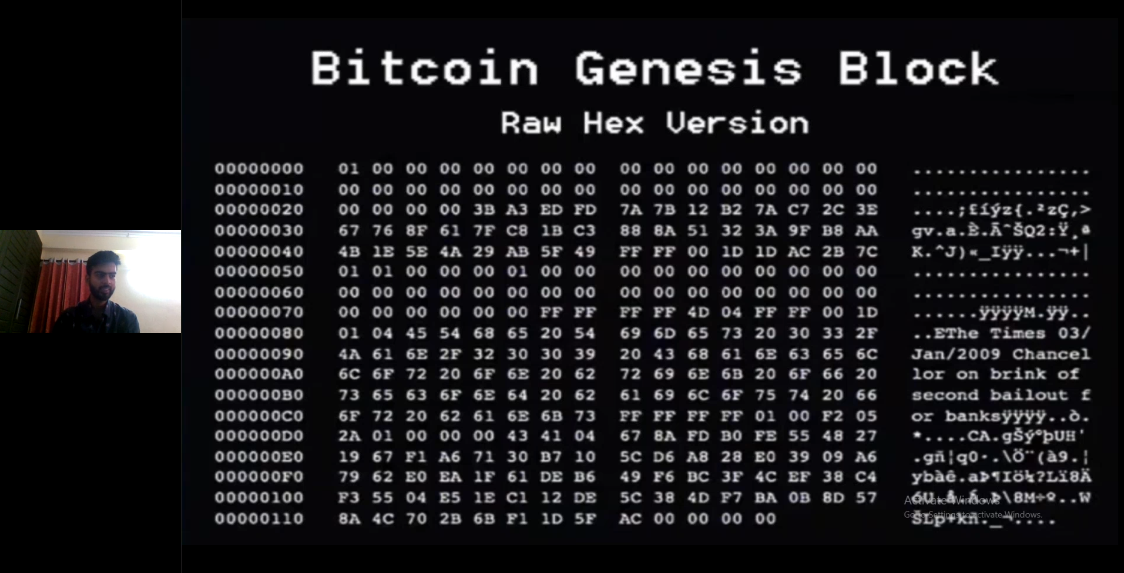 Bitcoin Genesis Block
Raw Hex Version
00000000 01 00 00 00 00 00 00 00 00 00 00 00 00 00 00 00 ................
00000010 00 00 00 00 00 00 00 00 00 00 00 00 00 00 00 00 ................
00000020 00 00 00 00 3B A3 ED FD 7A 7B 12 B2 7A C7 2C 3E ....;£íýz{.²zÇ,>
00000030 67 76 8F 61 7F C8 1B C3 88 8A 51 32 3A 9F B8 AA gv.a.È.ÈŠQ2:Ÿ¸ª
00000040 4B 1E 5E 4A 29 AB 5F 49 FF FF 00 1D 1D AC 2B 7C K.^J)«_Iÿÿ...¬+|
00000050 01 01 00 00 00 01 00 00 00 00 00 00 00 00 00 00 ................
00000060 00 00 00 00 00 00 00 00 00 00 00 00 00 00 00 00 ................
00000070 00 00 00 00 00 00 FF FF FF FF 4D 04 FF FF 00 1D ......ÿÿÿÿM.ÿÿ..
00000080 01 04 45 54 68 65 20 54 69 6D 65 73 20 30 33 2F ..EThe Times 03/
00000090 4A 61 6E 2F 32 30 30 39 20 43 68 61 6E 63 65 6C Jan/2009 Chancel
000000A0 6C 6F 72 20 6F 6E 20 62 72 69 6E 6B 20 6F 66 20 lor on brink of
000000B0 73 65 63 6F 6E 64 20 62 61 69 6C 6F 75 74 20 66 second bailout f
000000C0 6F 72 20 62 61 6E 6B 73 FF FF FF FF 01 00 F2 05 or banksÿÿÿÿ..ò.
000000D0 2A 01 00 00 00 43 41 04 67 8A FD B0 FE 55 48 27 *....CA.gŠý°þUH'
000000E0 19 67 F1 A6 71 30 B7 10 5C D6 A8 28 E0 39 09 A6 .gñ¦q0·.\Ö¨(à9.¦
000000F0 79 62 E0 EA 1F 61 DE B6 49 F6 BC 3F 4C EF 38 C4 ybàê.aÞ¶Iö¼?Lï8Ä
00000100 F3 55 04 E5 1E C1 12 DE 5C 38 4D F7 BA 0B 8D 57 \8M÷º..W
00000110 8A 4C 70 2B 6B F1 1D 5F AC 00 00 00 00 ŠLp+kñ._¬....
Activate Windows
Go to Settings to activate Windows.